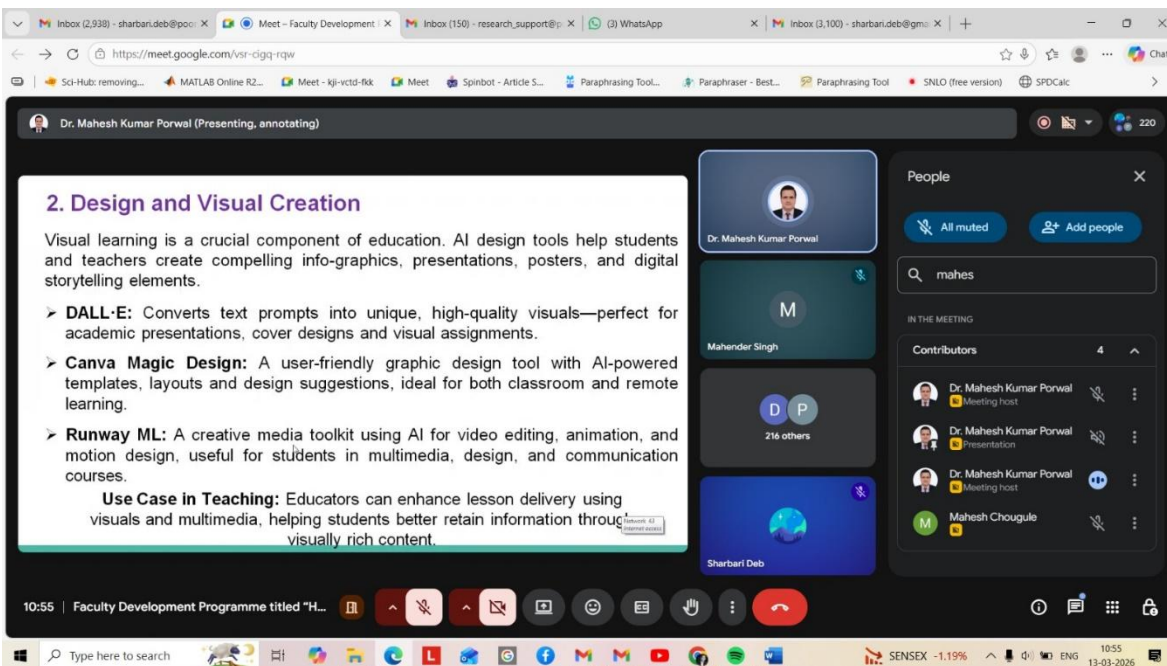 Inbox (2,938) - sharbari.deb@poor
Meet – Faculty Development
Inbox (150) - research_support@p
(3) WhatsApp
Inbox (3,100) - sharbari.deb@gma
https://meet.google.com/vsr-cigq-rqw
Chat
Sci-Hub: removing...
MATLAB Online R2...
Meet - kji-vctd-fkk
Meet
Spinbot - Article S...
Paraphrasing Tool...
Paraphraser - Best...
Paraphrasing Tool
SNLO (free version)
SPDCalc
Dr. Mahesh Kumar Porwal (Presenting, annotating)
220
2. Design and Visual Creation
Visual learning is a crucial component of education. AI design tools help students
and teachers create compelling info-graphics, presentations, posters, and digital
storytelling elements.
➢ DALL·E: Converts text prompts into unique, high-quality visuals—perfect for
academic presentations, cover designs and visual assignments.
➢ Canva Magic Design: A user-friendly graphic design tool with AI-powered
templates, layouts and design suggestions, ideal for both classroom and remote
learning.
➢ Runway ML: A creative media toolkit using AI for video editing, animation, and
motion design, useful for students in multimedia, design, and communication
courses.
Use Case in Teaching: Educators can enhance lesson delivery using
visuals and multimedia, helping students better retain information through
visually rich content.
Internet access
Dr. Mahesh Kumar Porwal
M
Mahender Singh
D P
216 others
Sharbari Deb
People
All muted
Add people
mahes
IN THE MEETING
Contributors 4
Dr. Mahesh Kumar Porwal
Meeting host
Dr. Mahesh Kumar Porwal
Presentation
Dr. Mahesh Kumar Porwal
Meeting host
M
Mahesh Chougule
10:55 | Faculty Development Programme titled "H...
Type here to search
SENSEX -1.19%
ENG
10:55
13-03-2026